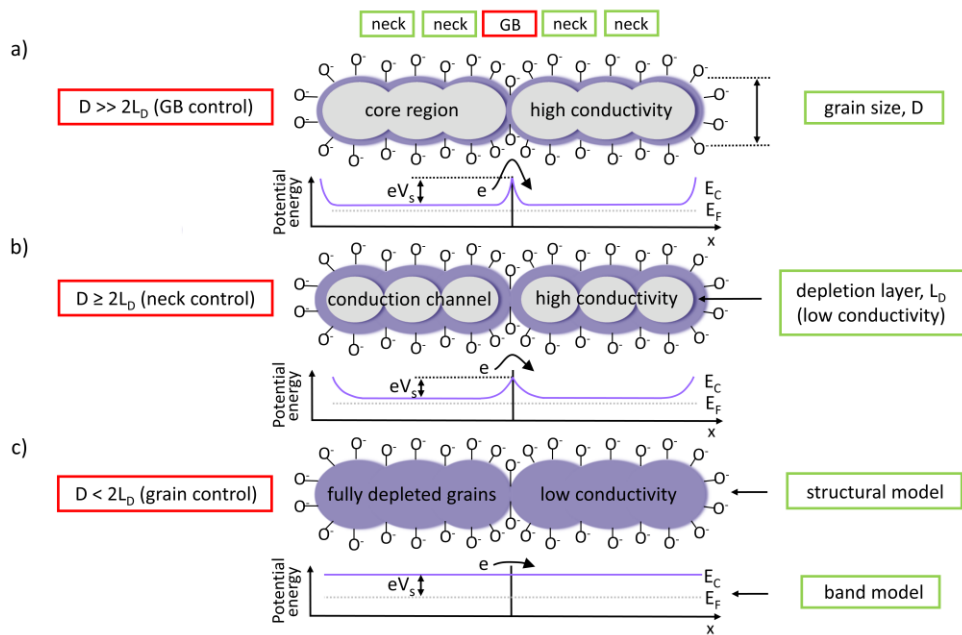 neck neck GB neck neck
a)
O⁻ O⁻ O⁻ O⁻ O⁻ O⁻ O⁻ O⁻ O⁻ O⁻
O⁻ O⁻
D >> 2L_D (GB control) core region high conductivity grain size, D
O⁻ O⁻
O⁻ O⁻ O⁻ O⁻ O⁻ O⁻ O⁻ O⁻ O⁻ O⁻
Potential energy eV_s e E_C
E_F
x
b)
O⁻ O⁻ O⁻ O⁻ O⁻ O⁻ O⁻ O⁻ O⁻ O⁻
O⁻ O⁻
D ≥ 2L_D (neck control) conduction channel high conductivity depletion layer, L_D
(low conductivity)
O⁻ O⁻
O⁻ O⁻ O⁻ O⁻ O⁻ O⁻ O⁻ O⁻ O⁻ O⁻
Potential energy eV_s e E_C
E_F
x
c)
O⁻ O⁻ O⁻ O⁻ O⁻ O⁻ O⁻ O⁻ O⁻ O⁻
O⁻ O⁻
D < 2L_D (grain control) fully depleted grains low conductivity structural model
O⁻ O⁻
O⁻ O⁻ O⁻ O⁻ O⁻ O⁻ O⁻ O⁻ O⁻ O⁻
Potential energy e eV_s E_C
E_F band model
x